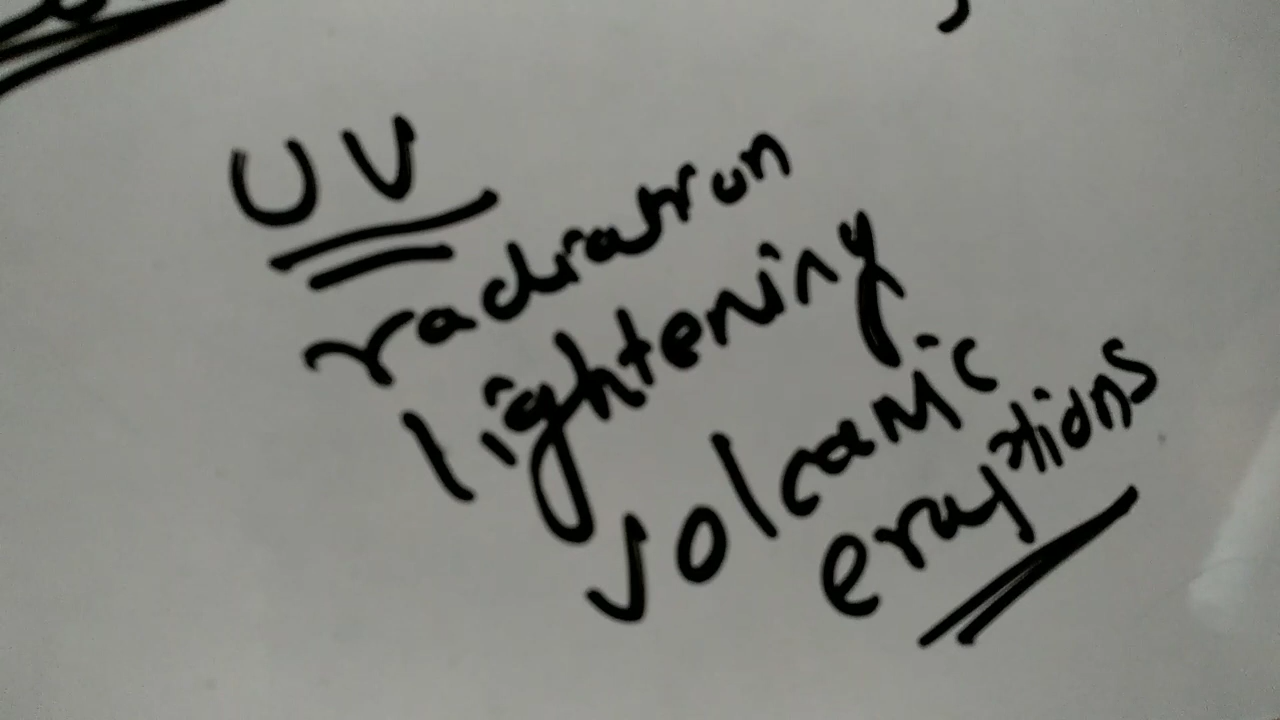 UV
radiation
lightening
volcanic
eruptions